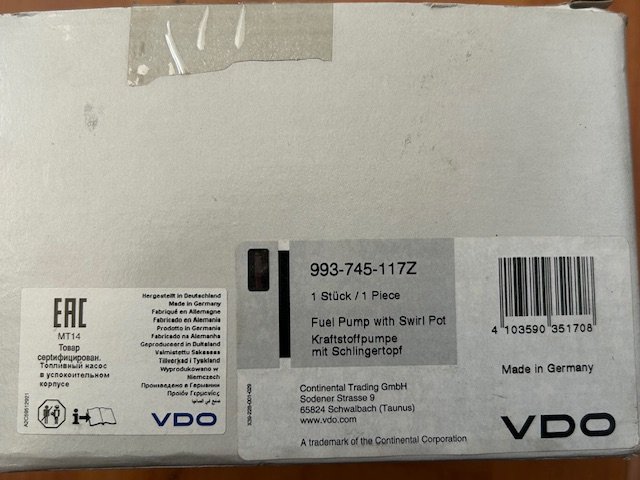 EAC
MT14
Товар
сертифицирован.
Топливный насос
в успокоительном
корпусе
Hergestellt in Deutschland
Made in Germany
Fabriqué en Allemagne
Fabricado en Alemania
Prodotto in Germania
Fabricado na Alemanha
Geproduceerd in Duitsland
Valmistettu Saksassa
Tillverkad i Tyskland
Wyprodukowano w
Niemczech
Произведено в Германии
Προϊόν Γερμανίας
صنع في ألمانيا
VDO
993-745-117Z
1 Stück / 1 Piece
Fuel Pump with Swirl Pot
Kraftstoffpumpe
mit Schlingertopf
Continental Trading GmbH
Sodener Strasse 9
65824 Schwalbach (Taunus)
www.vdo.com
A trademark of the Continental Corporation
4 103590 351708
Made in Germany
VDO